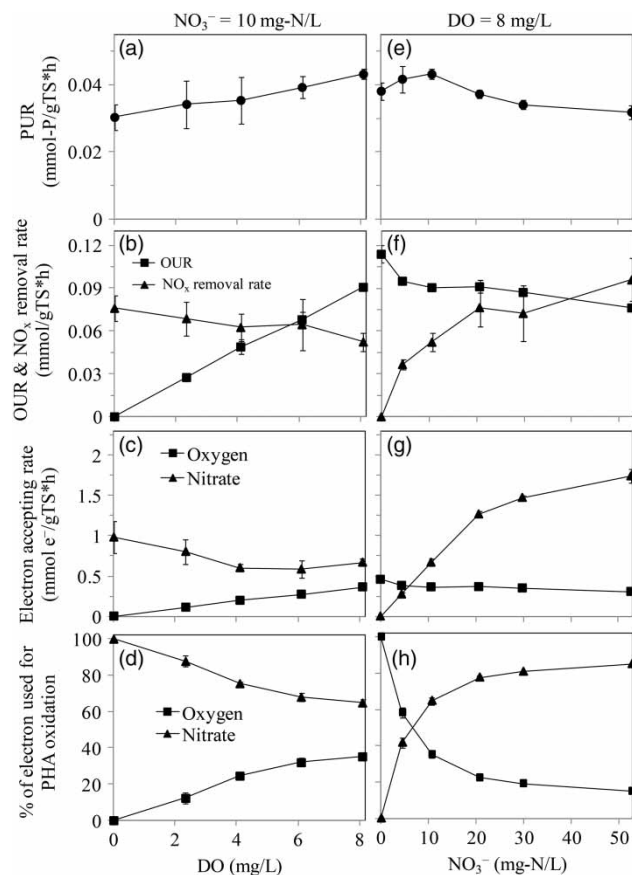 NO₃⁻ = 10 mg-N/L
DO = 8 mg/L
(a)
(e)
PUR
(mmol-P/gTS*h)
0.04
0.02
0
(b)
OUR
NOₓ removal rate
(f)
OUR & NOₓ removal rate
(mmol/gTS*h)
0.12
0.09
0.06
0.03
0
(c)
Oxygen
Nitrate
(g)
Electron accepting rate
(mmol e⁻/gTS*h)
2
1.5
1
0.5
0
(d)
Oxygen
Nitrate
(h)
% of electron used for
PHA oxidation
100
80
60
40
20
0
0 2 4 6 8
0 10 20 30 40 50
DO (mg/L)
NO₃⁻ (mg-N/L)